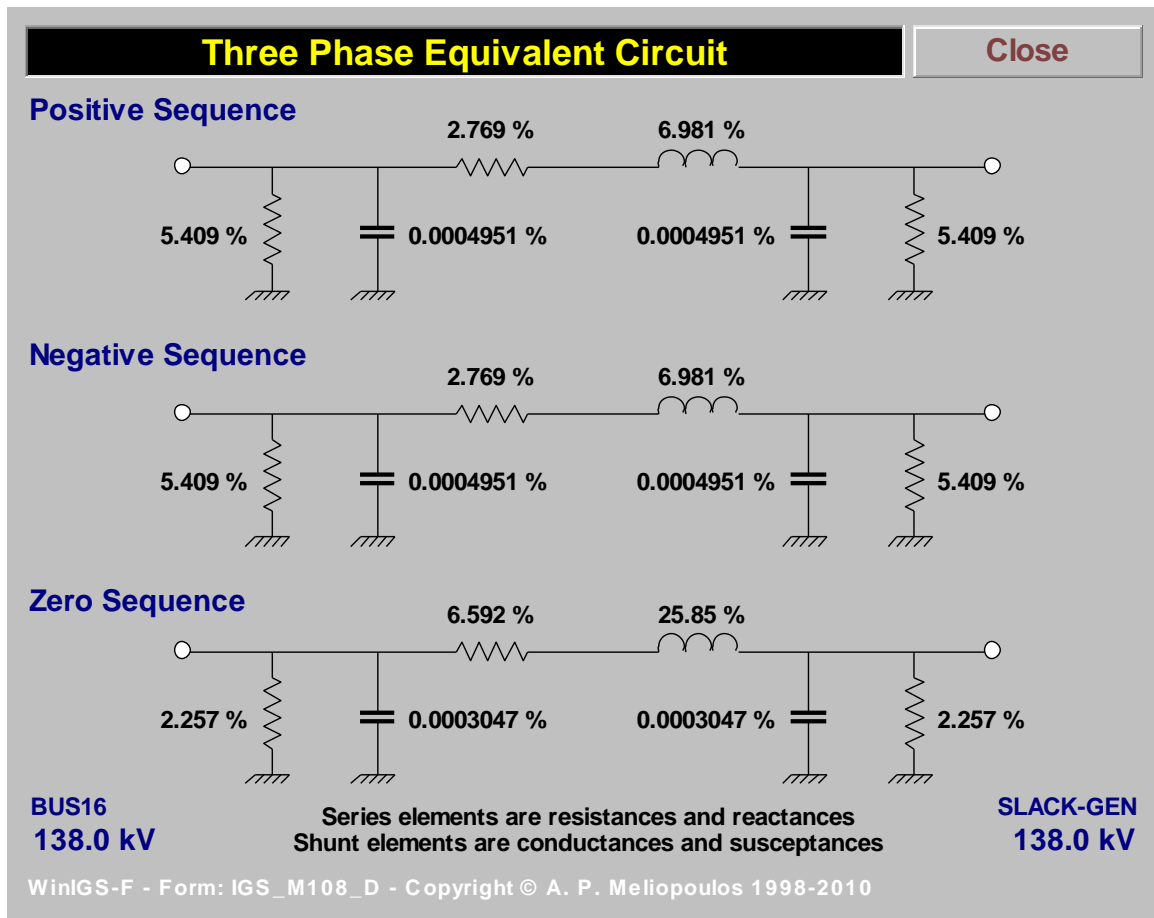 Three Phase Equivalent Circuit
Close
Positive Sequence
2.769 %
6.981 %
5.409 %
0.0004951 %
0.0004951 %
5.409 %
Negative Sequence
2.769 %
6.981 %
5.409 %
0.0004951 %
0.0004951 %
5.409 %
Zero Sequence
6.592 %
25.85 %
2.257 %
0.0003047 %
0.0003047 %
2.257 %
BUS16
138.0 kV
Series elements are resistances and reactances
Shunt elements are conductances and susceptances
SLACK-GEN
138.0 kV
WinIGS-F - Form: IGS_M108_D - Copyright © A. P. Meliopoulos 1998-2010